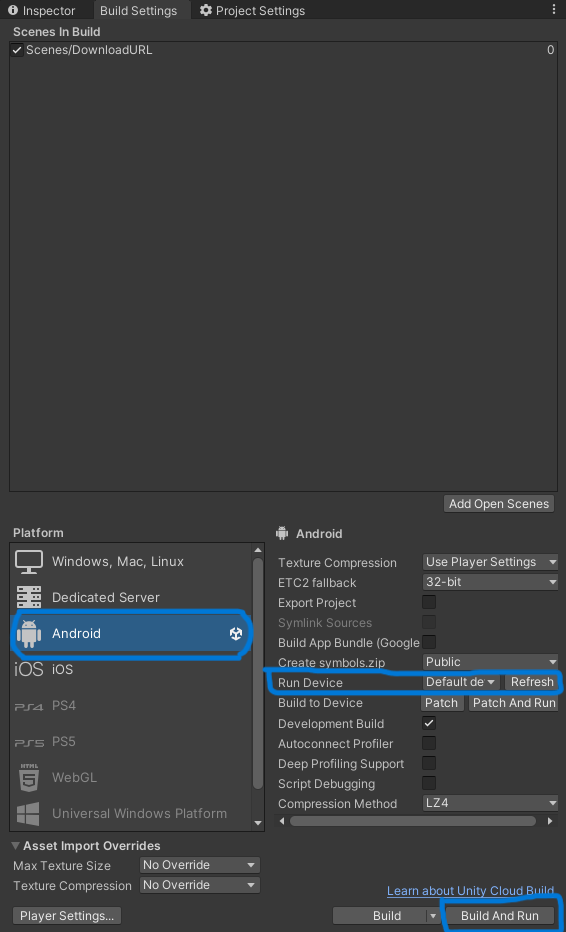 Inspector Build Settings Project Settings
Scenes In Build
Scenes/DownloadURL 0
Add Open Scenes
Platform
Windows, Mac, Linux
Dedicated Server
Android
iOS iOS
PS4 PS4
PS5 PS5
HTML 5 WebGL
Universal Windows Platform
Android
Texture Compression Use Player Settings
ETC2 fallback 32-bit
Export Project
Symlink Sources
Build App Bundle (Google
Create symbols.zip Public
Run Device Default de Refresh
Build to Device Patch Patch And Run
Development Build
Autoconnect Profiler
Deep Profiling Support
Script Debugging
Compression Method LZ4
Asset Import Overrides
Max Texture Size No Override
Texture Compression No Override
Learn about Unity Cloud Build
Player Settings... Build Build And Run